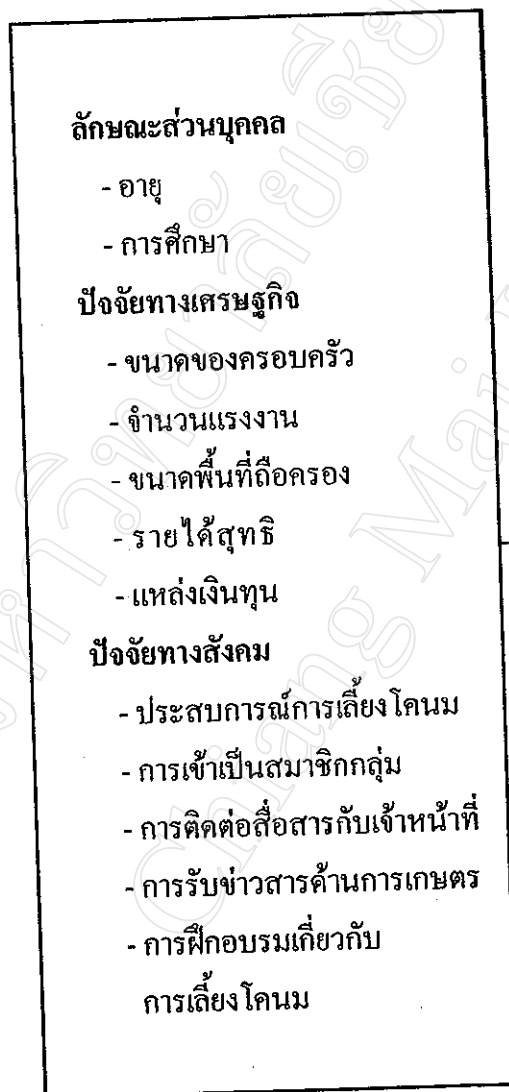 ลักษณะส่วนบุคคล
- อายุ
- การศึกษา
ปัจจัยทางเศรษฐกิจ
- ขนาดของครอบครัว
- จำนวนแรงงาน
- ขนาดพื้นที่ถือครอง
- รายได้สุทธิ
- แหล่งเงินทุน
ปัจจัยทางสังคม
- ประสบการณ์การเลี้ยงโคนม
- การเข้าเป็นสมาชิกกลุ่ม
- การติดต่อสื่อสารกับเจ้าหน้าที่
- การรับข่าวสารด้านการเกษตร
- การฝึกอบรมเกี่ยวกับ
การเลี้ยงโคนม
Chiang Mai